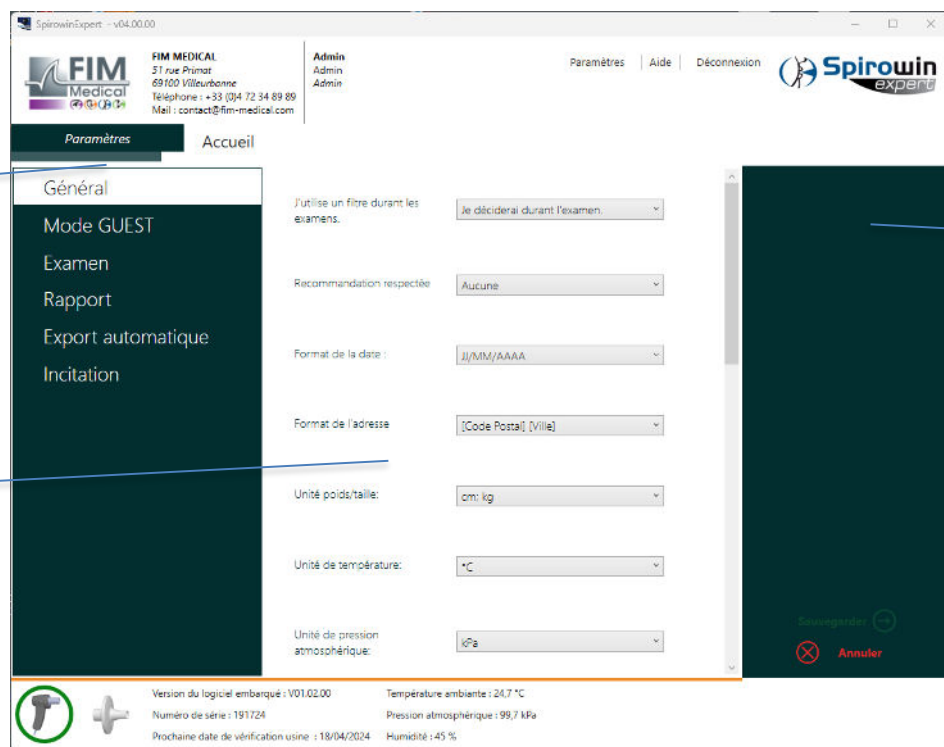 SpirowinExpert - v04.00.00
FIM
Medical
FIM MEDICAL
51 rue Primat
69100 Villeurbanne
Téléphone : +33 (0)4 72 34 89 89
Mail : contact@fim-medical.com
Admin
Admin
Admin
Paramètres
Aide
Déconnexion
Spirowin
expert
Paramètres
Accueil
Général
Mode GUEST
Examen
Rapport
Export automatique
Incitation
J'utilise un filtre durant les
examens.
Je déciderai durant l'examen.
Recommandation respectée
Aucune
Format de la date :
JJ/MM/AAAA
Format de l'adresse
[Code Postal] [Ville]
Unité poids/taille:
cm; kg
Unité de température:
°C
Unité de pression
atmosphérique:
kPa
Sauvegarder
Annuler
Version du logiciel embarqué : V01.02.00
Température ambiante : 24,7 °C
Numéro de série : 191724
Pression atmosphérique : 99,7 kPa
Prochaine date de vérification usine : 18/04/2024
Humidité : 45 %